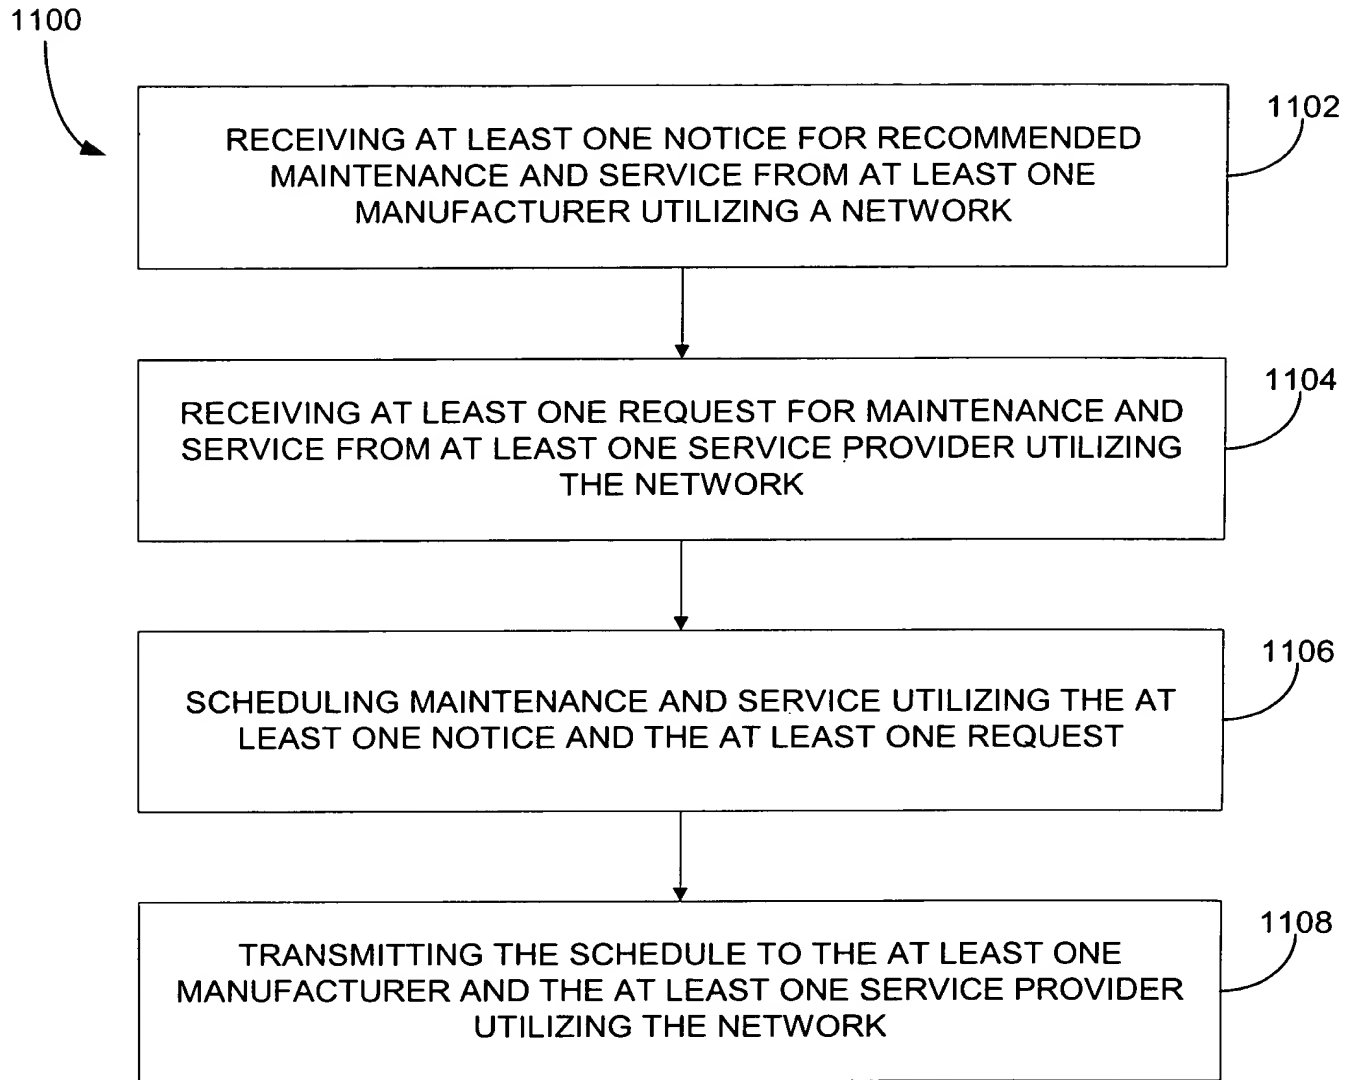 1100
1102
RECEIVING AT LEAST ONE NOTICE FOR RECOMMENDED
MAINTENANCE AND SERVICE FROM AT LEAST ONE
MANUFACTURER UTILIZING A NETWORK
1104
RECEIVING AT LEAST ONE REQUEST FOR MAINTENANCE AND
SERVICE FROM AT LEAST ONE SERVICE PROVIDER UTILIZING
THE NETWORK
1106
SCHEDULING MAINTENANCE AND SERVICE UTILIZING THE AT
LEAST ONE NOTICE AND THE AT LEAST ONE REQUEST
1108
TRANSMITTING THE SCHEDULE TO THE AT LEAST ONE
MANUFACTURER AND THE AT LEAST ONE SERVICE PROVIDER
UTILIZING THE NETWORK